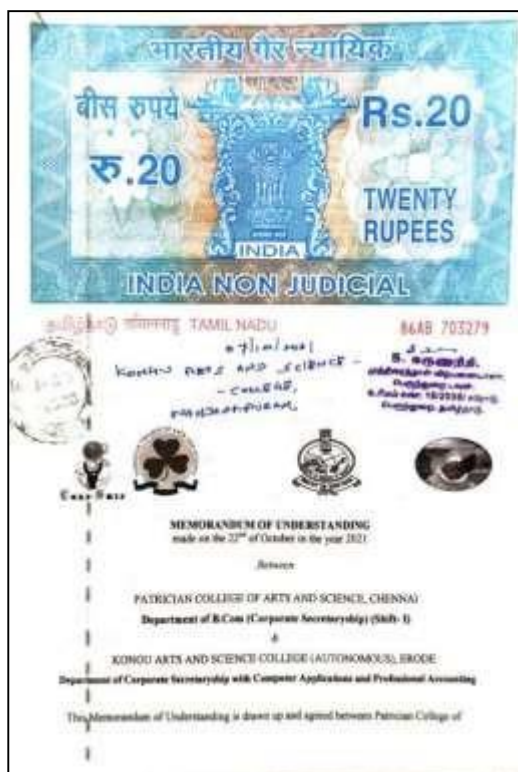 भारतीय गैर न्यायिक
बीस रुपये
रु.20
Rs.20
TWENTY
RUPEES
INDIA
INDIA NON JUDICIAL
தமிழ்நாடு तमिलनाडु TAMIL NADU
86AB 703279
KONGU ARTS AND SCIENCE -
- COLLEGE,
MEMORANDUM OF UNDERSTANDING
made on the 22nd of October in the year 2021
Between
PATRICIAN COLLEGE OF ARTS AND SCIENCE, CHENNAI
Department of B.Com (Corporate Secretaryship) (Shift- I)
&
KONGU ARTS AND SCIENCE COLLEGE (AUTONOMOUS), ERODE
Department of Corporate Secretaryship with Computer Applications and Professional Accounting
This Memorandum of Understanding is drawn up and agreed between Patrician College of